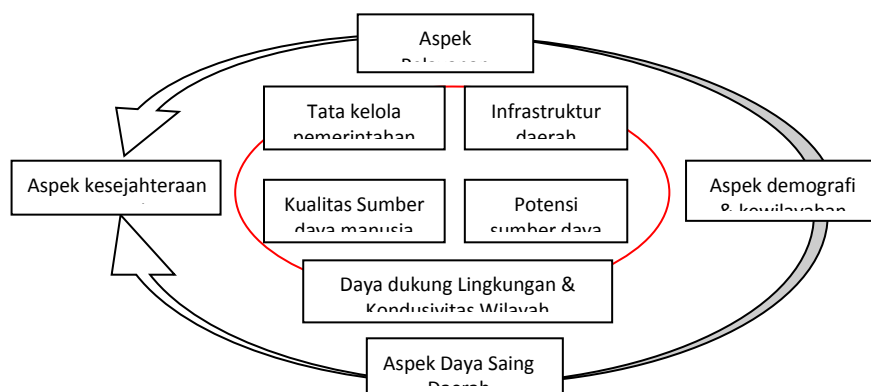 Aspek
Pelayanan
Tata kelola
pemerintahan
Infrastruktur
daerah
Aspek kesejahteraan
Aspek demografi
& kewilayahan
Kualitas Sumber
daya manusia
Potensi
sumber daya
Daya dukung Lingkungan &
Kondusivitas Wilayah
Aspek Daya Saing
Daerah